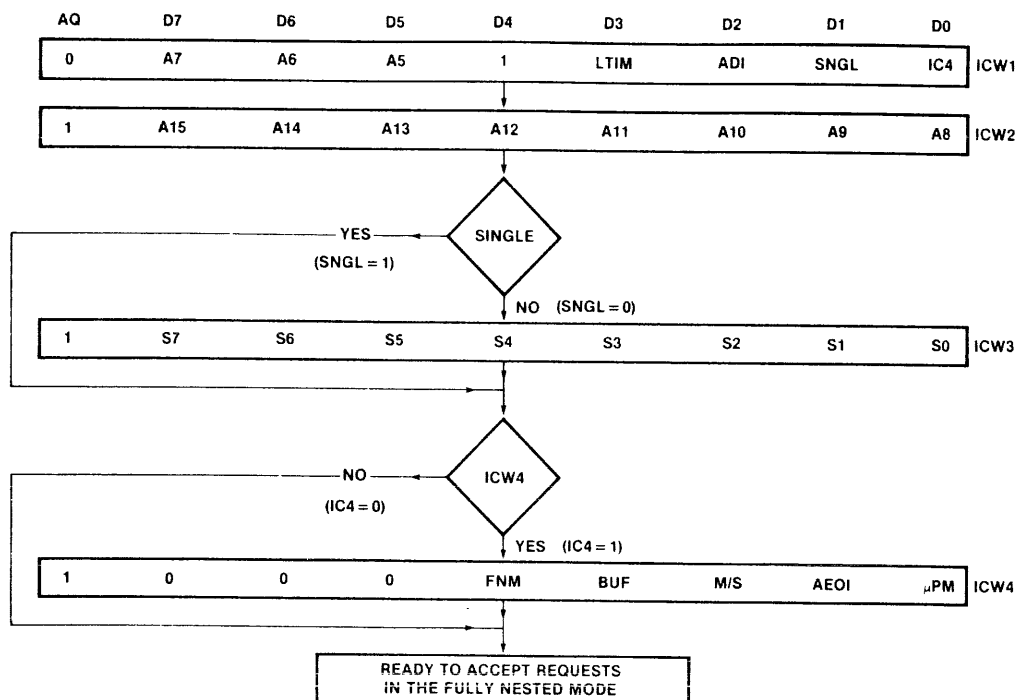 AQ D7 D6 D5 D4 D3 D2 D1 D0
0 A7 A6 A5 1 LTIM ADI SNGL IC4 ICW1
1 A15 A14 A13 A12 A11 A10 A9 A8 ICW2
SINGLE
YES
(SNGL = 1)
NO (SNGL = 0)
1 S7 S6 S5 S4 S3 S2 S1 S0 ICW3
ICW4
NO
(IC4 = 0)
YES (IC4 = 1)
1 0 0 0 FNM BUF M/S AEOI μPM ICW4
READY TO ACCEPT REQUESTS
IN THE FULLY NESTED MODE